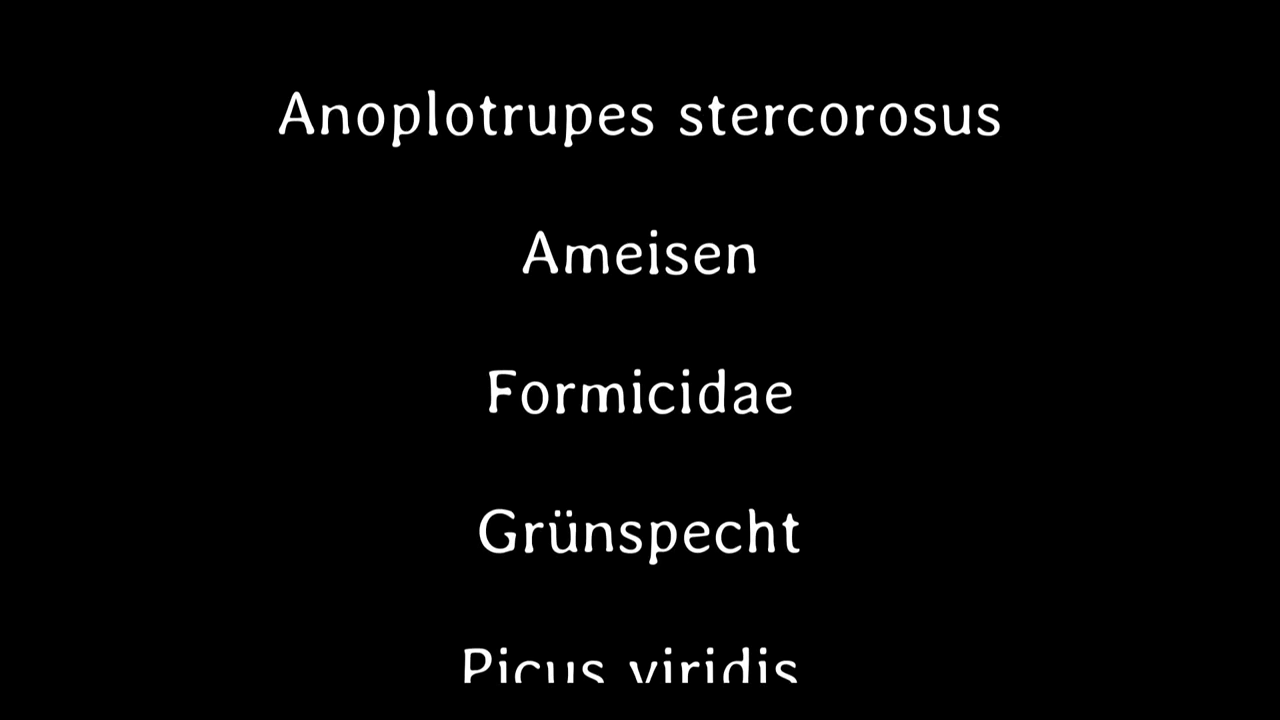 Anoplotrupes stercorosus
Ameisen
Formicidae
Grünspecht
Picus viridis